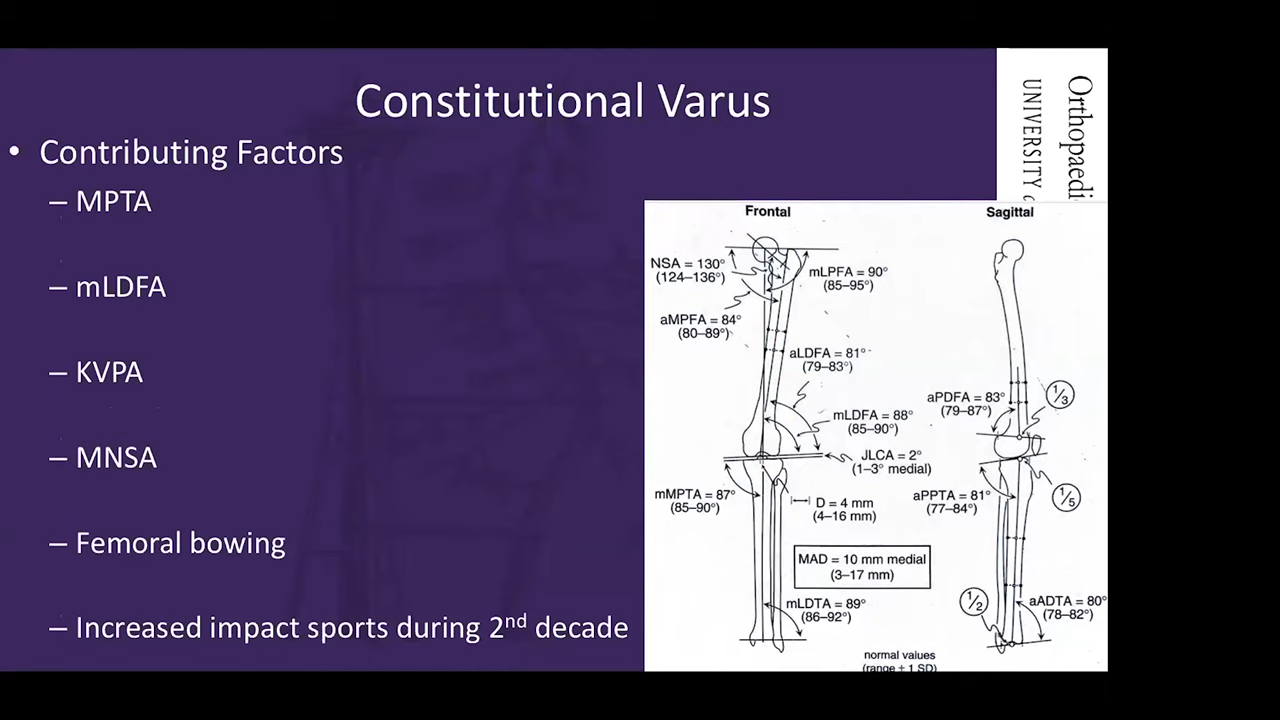 Constitutional Varus
• Contributing Factors
– MPTA
– mLDFA
– KVPA
– MNSA
– Femoral bowing
– Increased impact sports during 2nd decade
Orthopaedi
UNIVERSITY
Frontal
Sagittal
NSA = 130°
(124–136°)
mLPFA = 90°
(85–95°)
aMPFA = 84°
(80–89°)
aLDFA = 81°
(79–83°)
mLDFA = 88°
(85–90°)
JLCA = 2°
(1–3° medial)
mMPTA = 87°
(85–90°)
D = 4 mm
(4–16 mm)
MAD = 10 mm medial
(3–17 mm)
mLDTA = 89°
(86–92°)
aPDFA = 83°
(79–87°)
1/3
aPPTA = 81°
(77–84°)
1/5
1/2
aADTA = 80°
(78–82°)
normal values
(range ± 1 SD)